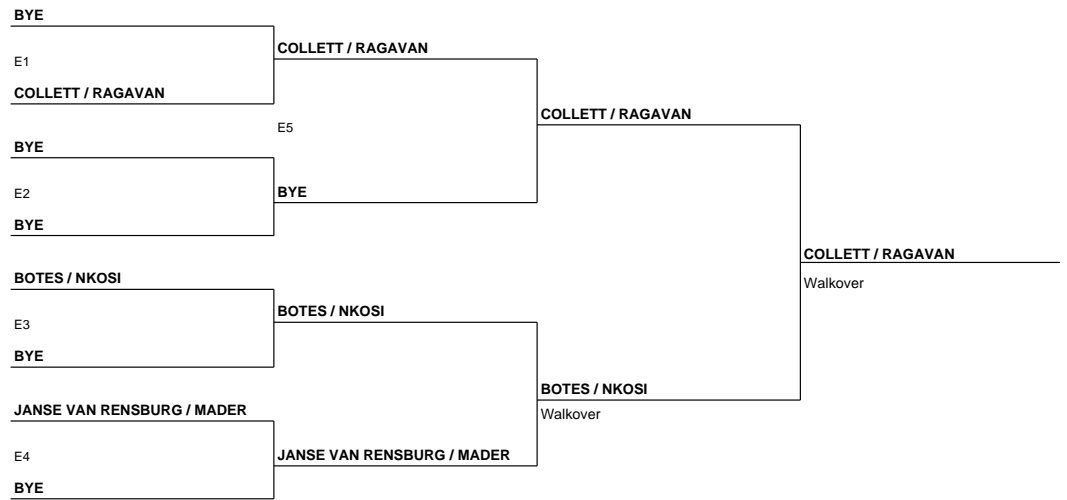 BYE
E1
COLLETT / RAGAVAN
BYE
E2
BYE
BOTES / NKOSI
E3
BYE
JANSE VAN RENSBURG / MADER
E4
BYE
COLLETT / RAGAVAN
E5
BYE
BOTES / NKOSI
JANSE VAN RENSBURG / MADER
COLLETT / RAGAVAN
BOTES / NKOSI
Walkover
COLLETT / RAGAVAN
Walkover